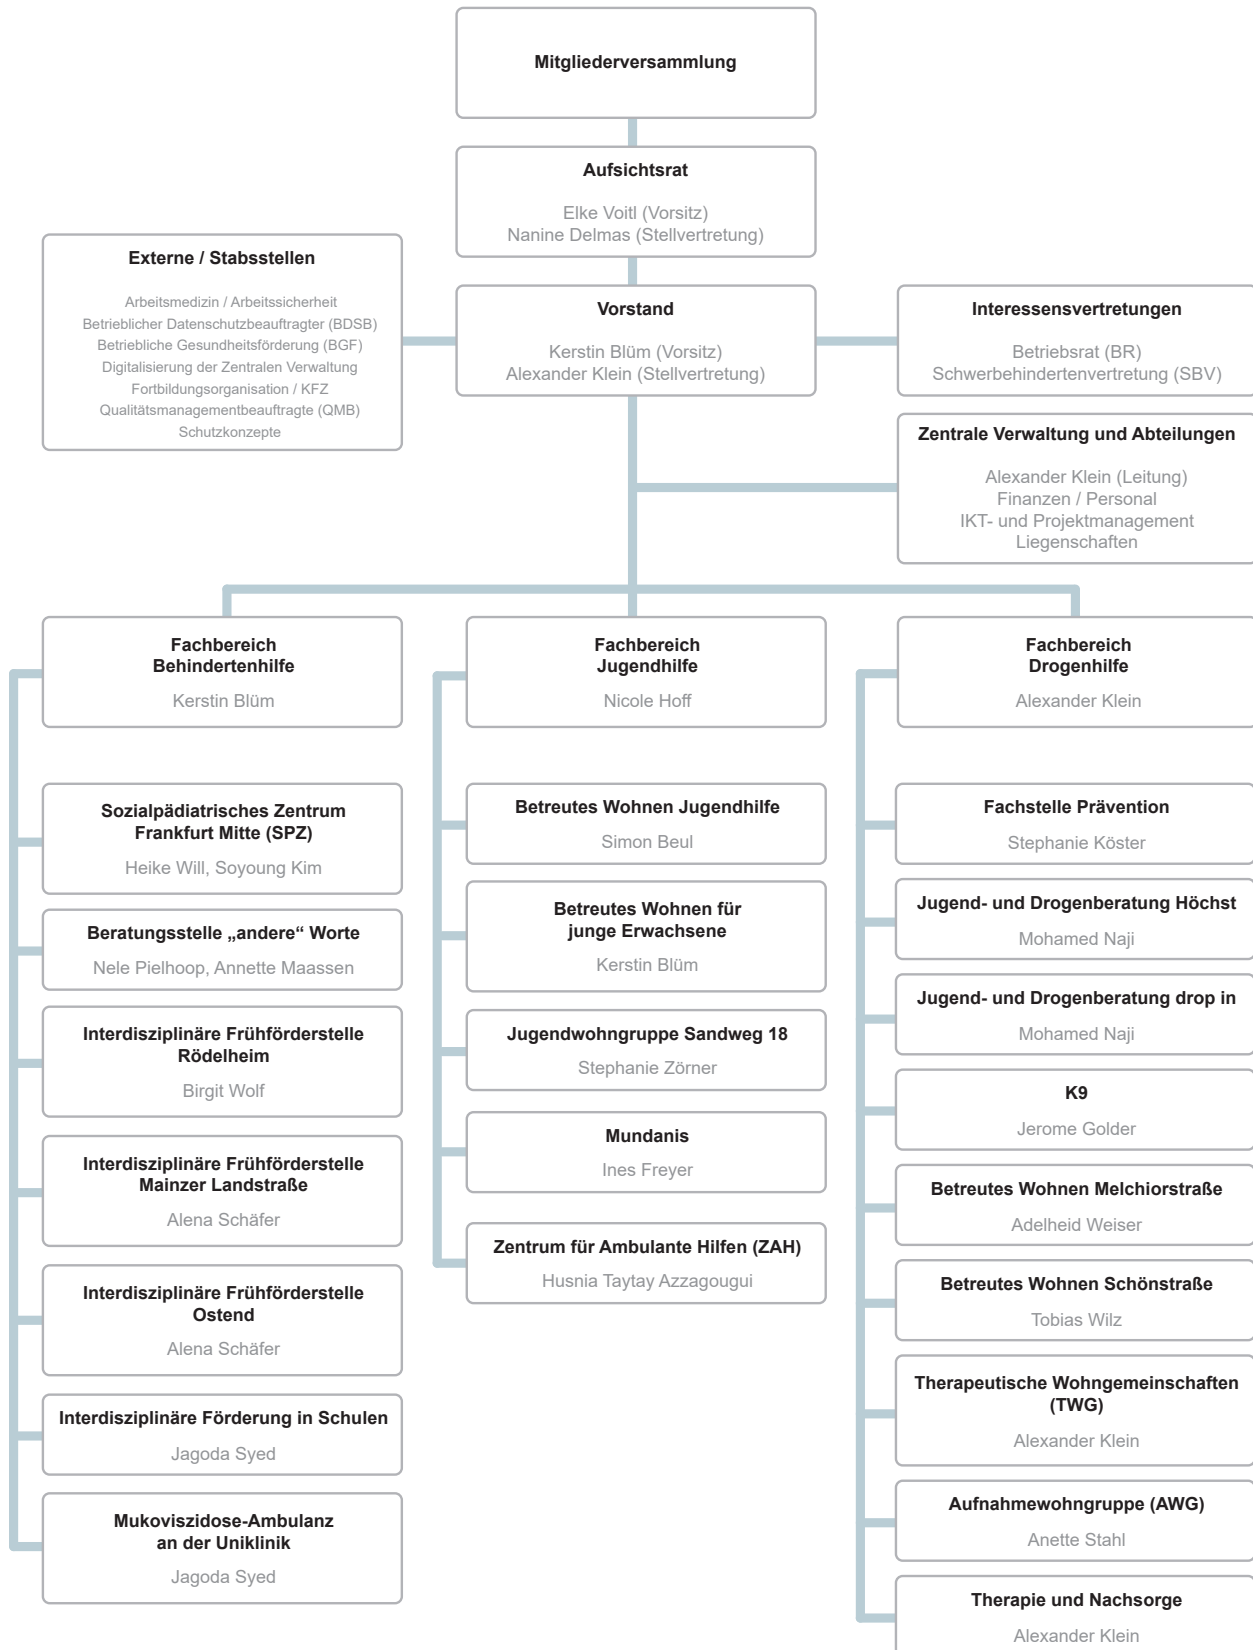 Mitgliederversammlung
Aufsichtsrat
Elke Voitl (Vorsitz)
Nanine Delmas (Stellvertretung)
Externe / Stabsstellen
Arbeitsmedizin / Arbeitssicherheit
Betrieblicher Datenschutzbeauftragter (BDSB)
Betriebliche Gesundheitsförderung (BGF)
Digitalisierung der Zentralen Verwaltung
Fortbildungsorganisation / KFZ
Qualitätsmanagementbeauftragte (QMB)
Schutzkonzepte
Vorstand
Kerstin Blüm (Vorsitz)
Alexander Klein (Stellvertretung)
Interessensvertretungen
Betriebsrat (BR)
Schwerbehindertenvertretung (SBV)
Zentrale Verwaltung und Abteilungen
Alexander Klein (Leitung)
Finanzen / Personal
IKT- und Projektmanagement
Liegenschaften
Fachbereich
Behindertenhilfe
Kerstin Blüm
Sozialpädiatrisches Zentrum
Frankfurt Mitte (SPZ)
Heike Will, Soyoung Kim
Beratungsstelle „andere“ Worte
Nele Pielhoop, Annette Maassen
Interdisziplinäre Frühförderstelle
Rödelheim
Birgit Wolf
Interdisziplinäre Frühförderstelle
Mainzer Landstraße
Alena Schäfer
Interdisziplinäre Frühförderstelle
Ostend
Alena Schäfer
Interdisziplinäre Förderung in Schulen
Jagoda Syed
Mukoviszidose-Ambulanz
an der Uniklinik
Jagoda Syed
Fachbereich
Jugendhilfe
Nicole Hoff
Betreutes Wohnen Jugendhilfe
Simon Beul
Betreutes Wohnen für
junge Erwachsene
Kerstin Blüm
Jugendwohngruppe Sandweg 18
Stephanie Zörner
Mundanis
Ines Freyer
Zentrum für Ambulante Hilfen (ZAH)
Husnia Taytay Azzagougui
Fachbereich
Drogenhilfe
Alexander Klein
Fachstelle Prävention
Stephanie Köster
Jugend- und Drogenberatung Höchst
Mohamed Naji
Jugend- und Drogenberatung drop in
Mohamed Naji
K9
Jerome Golder
Betreutes Wohnen Melchiorstraße
Adelheid Weiser
Betreutes Wohnen Schönstraße
Tobias Wilz
Therapeutische Wohngemeinschaften
(TWG)
Alexander Klein
Aufnahmewohngruppe (AWG)
Anette Stahl
Therapie und Nachsorge
Alexander Klein